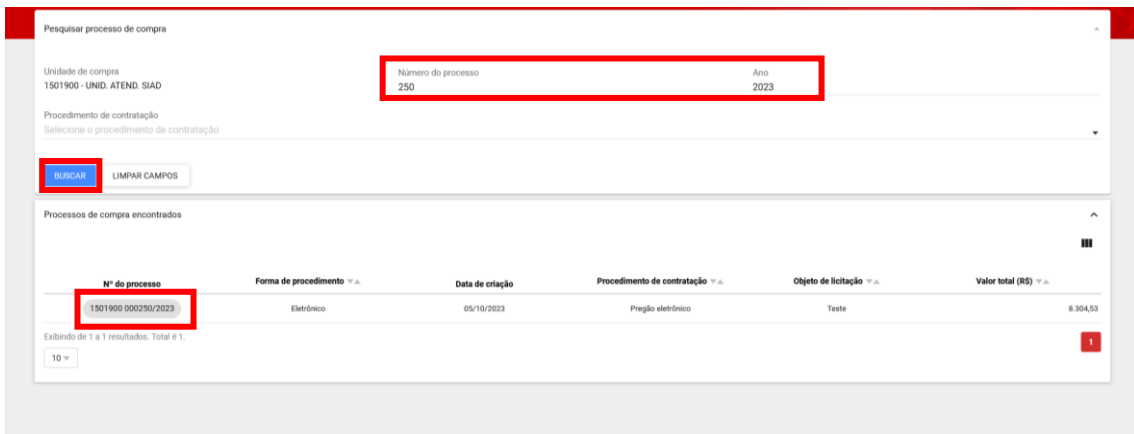 Pesquisar processo de compra
Unidade de compra
1501900 - UNID. ATEND. SIAD
Número do processo
250
Ano
2023
Procedimento de contratação
Selecione o procedimento de contratação
BUSCAR LIMPAR CAMPOS
Processos de compra encontrados
Nº do processo Forma de procedimento Data de criação Procedimento de contratação Objeto de licitação Valor total (R$)
1501900 000250/2023 Eletrônico 05/10/2023 Pregão eletrônico Teste 8.304,53
Exibindo de 1 a 1 resultados. Total é 1.
1
10